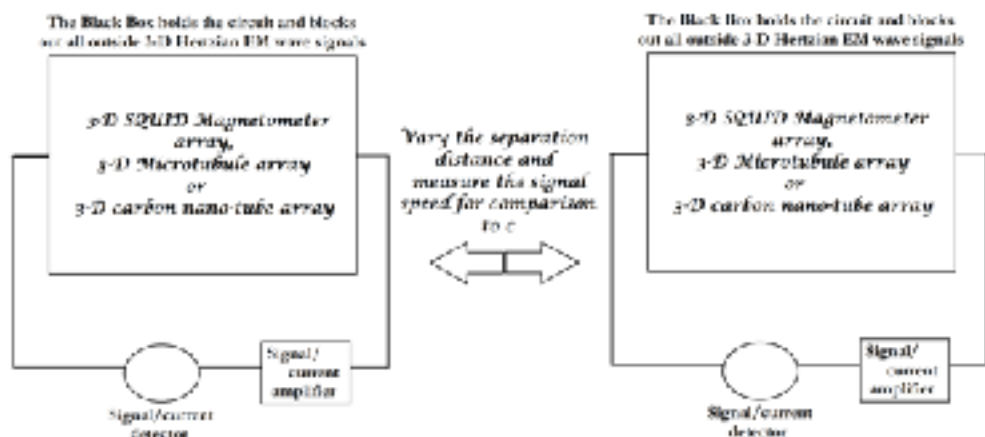 The Black Box holds the circuit and blocks
out all outside 3-D Hertzian EM wave signals
3-D SQUID Magnetometer
array,
3-D Microtubule array
or
3-D carbon nano-tube array
Signal/
current
amplifier
Signal/current
detector
Vary the separation
distance and
measure the signal
speed for comparison
to c
The Black Box holds the circuit and blocks
out all outside 3-D Hertzian EM wave signals
3-D SQUID Magnetometer
array,
3-D Microtubule array
or
3-D carbon nano-tube array
Signal/
current
amplifier
Signal/current
detector